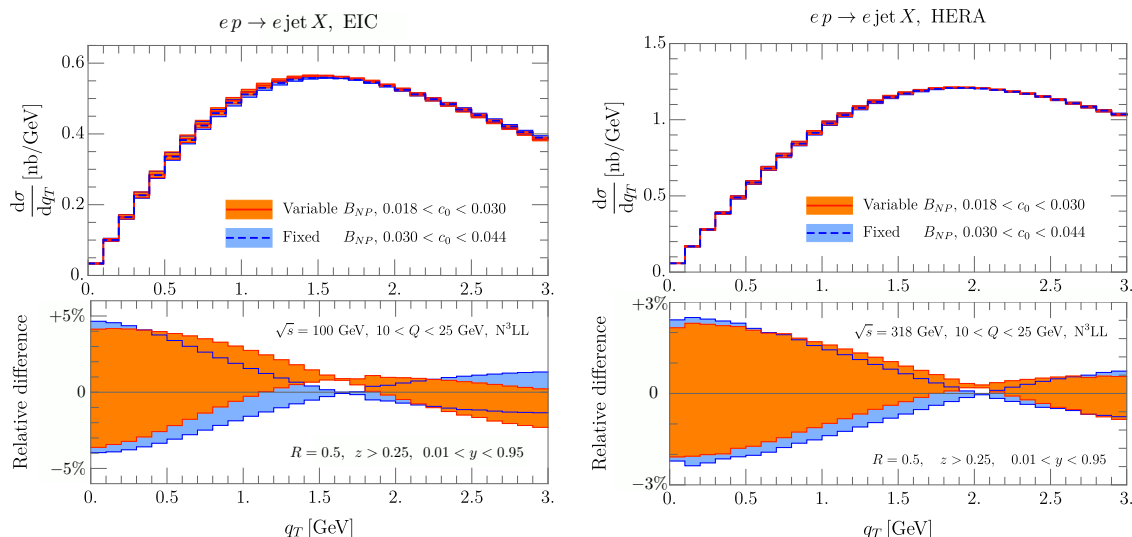 e p → e jet X, EIC
0.6
0.4
0.2
0.
dσ/dq_T [nb/GeV]
Variable B_NP, 0.018 < c_0 < 0.030
Fixed B_NP, 0.030 < c_0 < 0.044
0. 0.5 1. 1.5 2. 2.5 3.
+5%
0
−5%
Relative difference
√s = 100 GeV, 10 < Q < 25 GeV, N³LL
R = 0.5, z > 0.25, 0.01 < y < 0.95
0. 0.5 1. 1.5 2. 2.5 3.
q_T [GeV]
e p → e jet X, HERA
1.5
1.
0.5
1.
dσ/dq_T [nb/GeV]
Variable B_NP, 0.018 < c_0 < 0.030
Fixed B_NP, 0.030 < c_0 < 0.044
0. 0.5 1. 1.5 2. 2.5 3.
+3%
0
−3%
Relative difference
√s = 318 GeV, 10 < Q < 25 GeV, N³LL
R = 0.5, z > 0.25, 0.01 < y < 0.95
0. 0.5 1. 1.5 2. 2.5 3.
q_T [GeV]